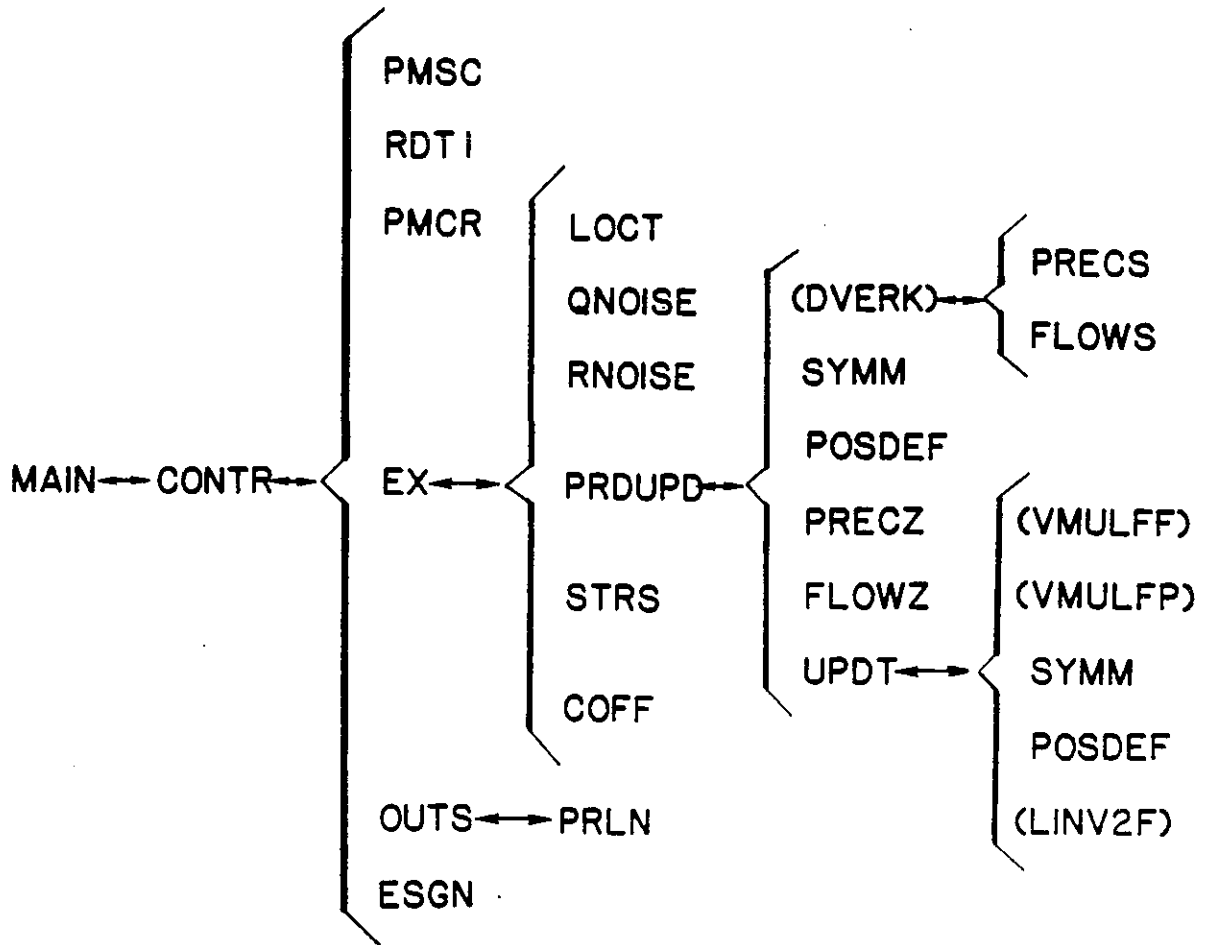 PMSC
RDTI
PMCR
LOCT
QNOISE
RNOISE
(DVERK)
PRECS
FLOWS
SYMM
POSDEF
MAIN CONTR EX PRDUPD
PRECZ
(VMULFF)
STRS
FLOWZ
(VMULFP)
UPDT
SYMM
COFF
POSDEF
OUTS PRLN
(LINV2F)
ESGN